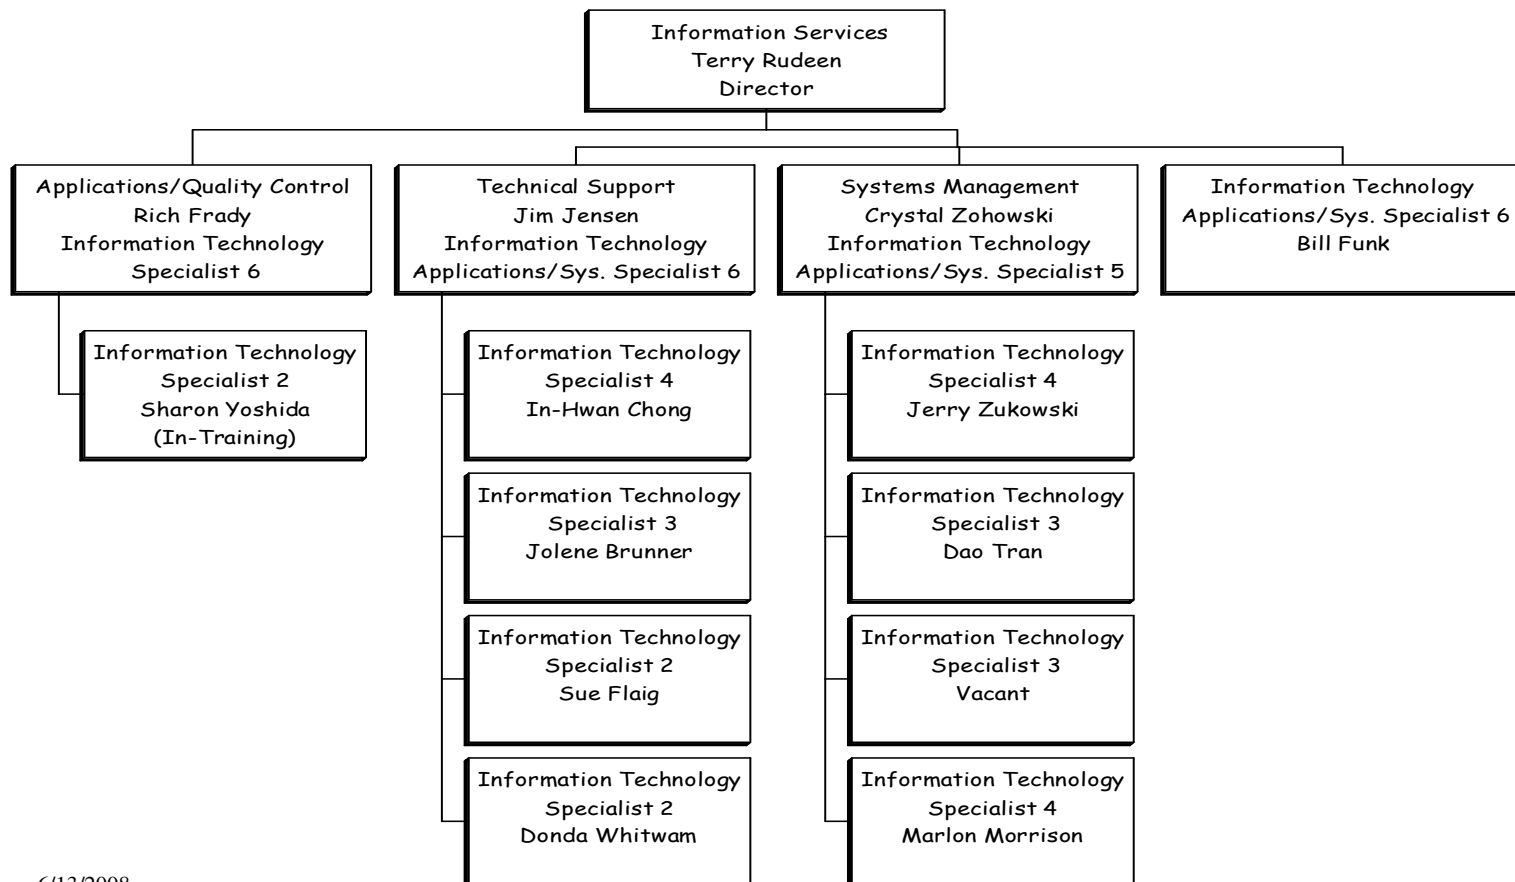 Information Services
Terry Rudeen
Director
Applications/Quality Control
Rich Frady
Information Technology
Specialist 6
Technical Support
Jim Jensen
Information Technology
Applications/Sys. Specialist 6
Systems Management
Crystal Zohowski
Information Technology
Applications/Sys. Specialist 5
Information Technology
Applications/Sys. Specialist 6
Bill Funk
Information Technology
Specialist 2
Sharon Yoshida
(In-Training)
Information Technology
Specialist 4
In-Hwan Chong
Information Technology
Specialist 3
Jolene Brunner
Information Technology
Specialist 2
Sue Flaig
Information Technology
Specialist 2
Donda Whitwam
Information Technology
Specialist 4
Jerry Zukowski
Information Technology
Specialist 3
Dao Tran
Information Technology
Specialist 3
Vacant
Information Technology
Specialist 4
Marlon Morrison
6/13/2008